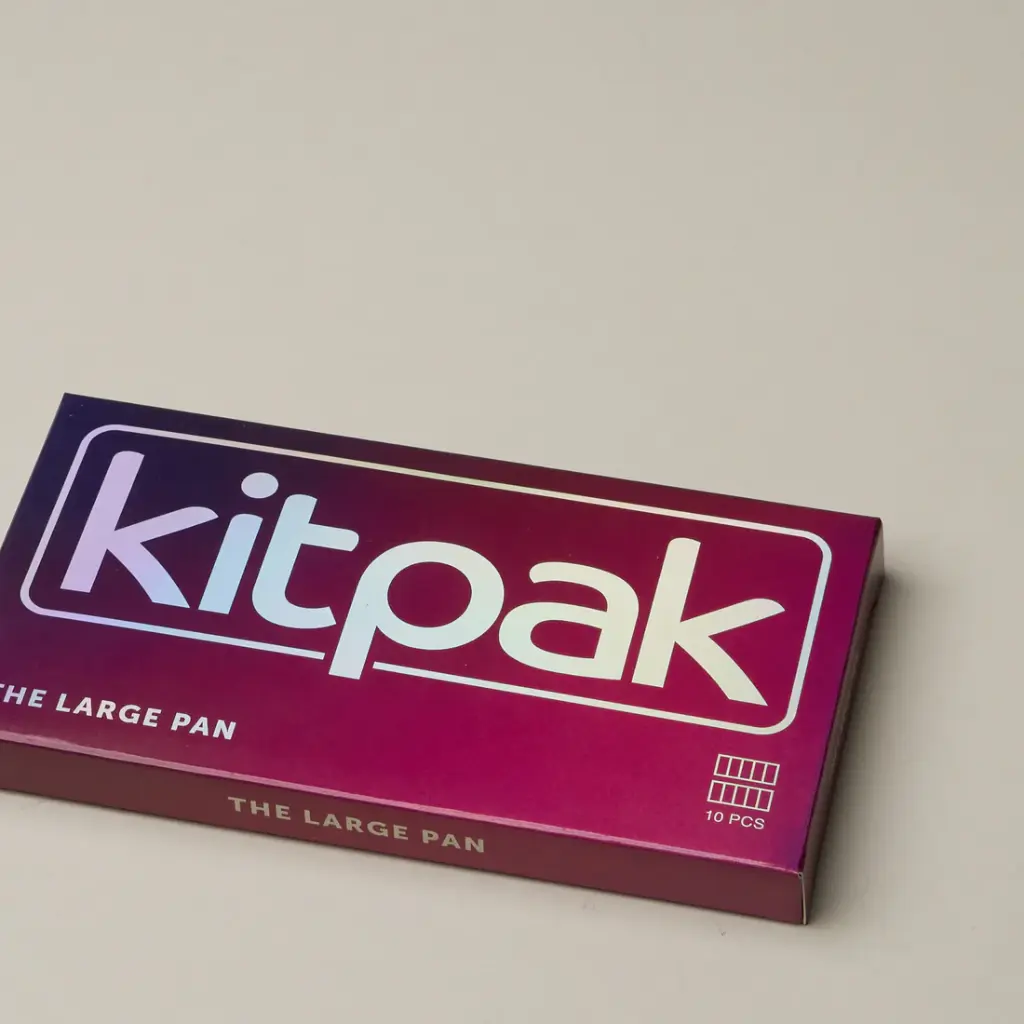 kitpak
THE LARGE PAN
10 PCS
THE LARGE PAN